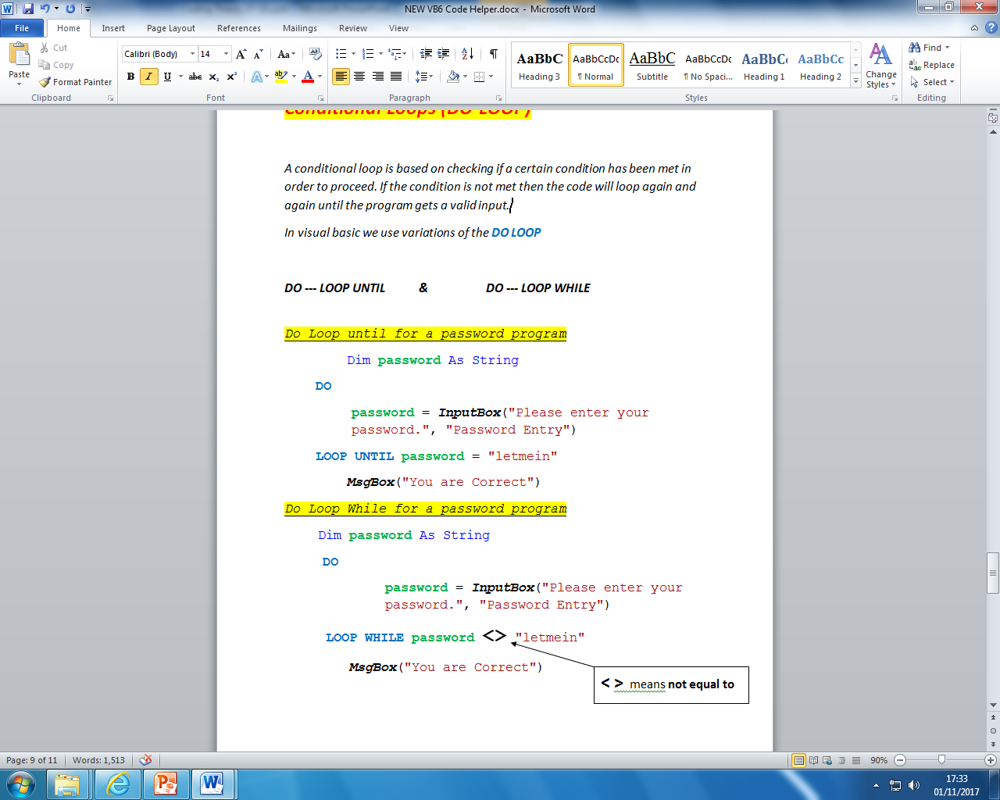 NEW VB6 Code Helper.docx - Microsoft Word
File Home Insert Page Layout References Mailings Review View
Paste
Cut
Copy
Format Painter
Clipboard
Calibri (Body) 14
Font
Paragraph
AaBbC AaBbCcDc AaBbC AaBbCcDc AaBbCc AaBbCc
Heading 3 ¶ Normal Subtitle ¶ No Spaci... Heading 1 Heading 2
Change Styles
Styles
Find
Replace
Select
Editing
Conditional Loops (DO LOOP)
A conditional loop is based on checking if a certain condition has been met in
order to proceed. If the condition is not met then the code will loop again and
again until the program gets a valid input.
In visual basic we use variations of the DO LOOP
DO --- LOOP UNTIL & DO --- LOOP WHILE
Do Loop until for a password program
Dim password As String
DO
password = InputBox("Please enter your
password.", "Password Entry")
LOOP UNTIL password = "letmein"
MsgBox("You are Correct")
Do Loop While for a password program
Dim password As String
DO
password = InputBox("Please enter your
password.", "Password Entry")
LOOP WHILE password <> "letmein"
MsgBox("You are Correct")
< > means not equal to
Page: 9 of 11 Words: 1,513 90%
17:33
01/11/2017